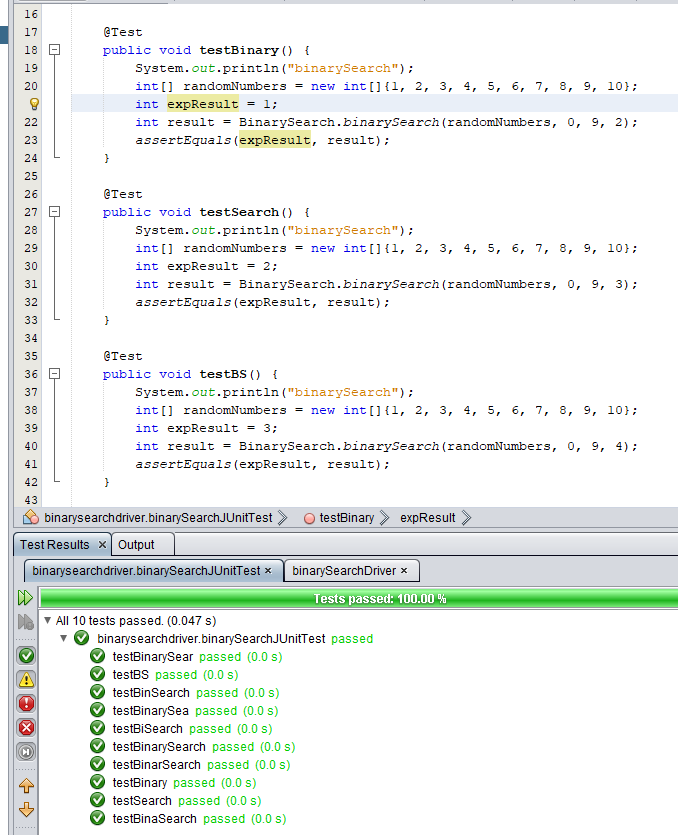 16
17 @Test
18 public void testBinary() {
19 System.out.println("binarySearch");
20 int[] randomNumbers = new int[]{1, 2, 3, 4, 5, 6, 7, 8, 9, 10};
int expResult = 1;
22 int result = BinarySearch.binarySearch(randomNumbers, 0, 9, 2);
23 assertEquals(expResult, result);
24 }
25
26 @Test
27 public void testSearch() {
28 System.out.println("binarySearch");
29 int[] randomNumbers = new int[]{1, 2, 3, 4, 5, 6, 7, 8, 9, 10};
30 int expResult = 2;
31 int result = BinarySearch.binarySearch(randomNumbers, 0, 9, 3);
32 assertEquals(expResult, result);
33 }
34
35 @Test
36 public void testBS() {
37 System.out.println("binarySearch");
38 int[] randomNumbers = new int[]{1, 2, 3, 4, 5, 6, 7, 8, 9, 10};
39 int expResult = 3;
40 int result = BinarySearch.binarySearch(randomNumbers, 0, 9, 4);
41 assertEquals(expResult, result);
42 }
43
binarysearchdriver.binarySearchJUnitTest testBinary expResult
Test Results × Output
binarysearchdriver.binarySearchJUnitTest × binarySearchDriver ×
Tests passed: 100.00 %
All 10 tests passed. (0.047 s)
binarysearchdriver.binarySearchJUnitTest passed
testBinarySear passed (0.0 s)
testBS passed (0.0 s)
testBinSearch passed (0.0 s)
testBinarySea passed (0.0 s)
testBiSearch passed (0.0 s)
testBinarySearch passed (0.0 s)
testBinarSearch passed (0.0 s)
testBinary passed (0.0 s)
testSearch passed (0.0 s)
testBinaSearch passed (0.0 s)